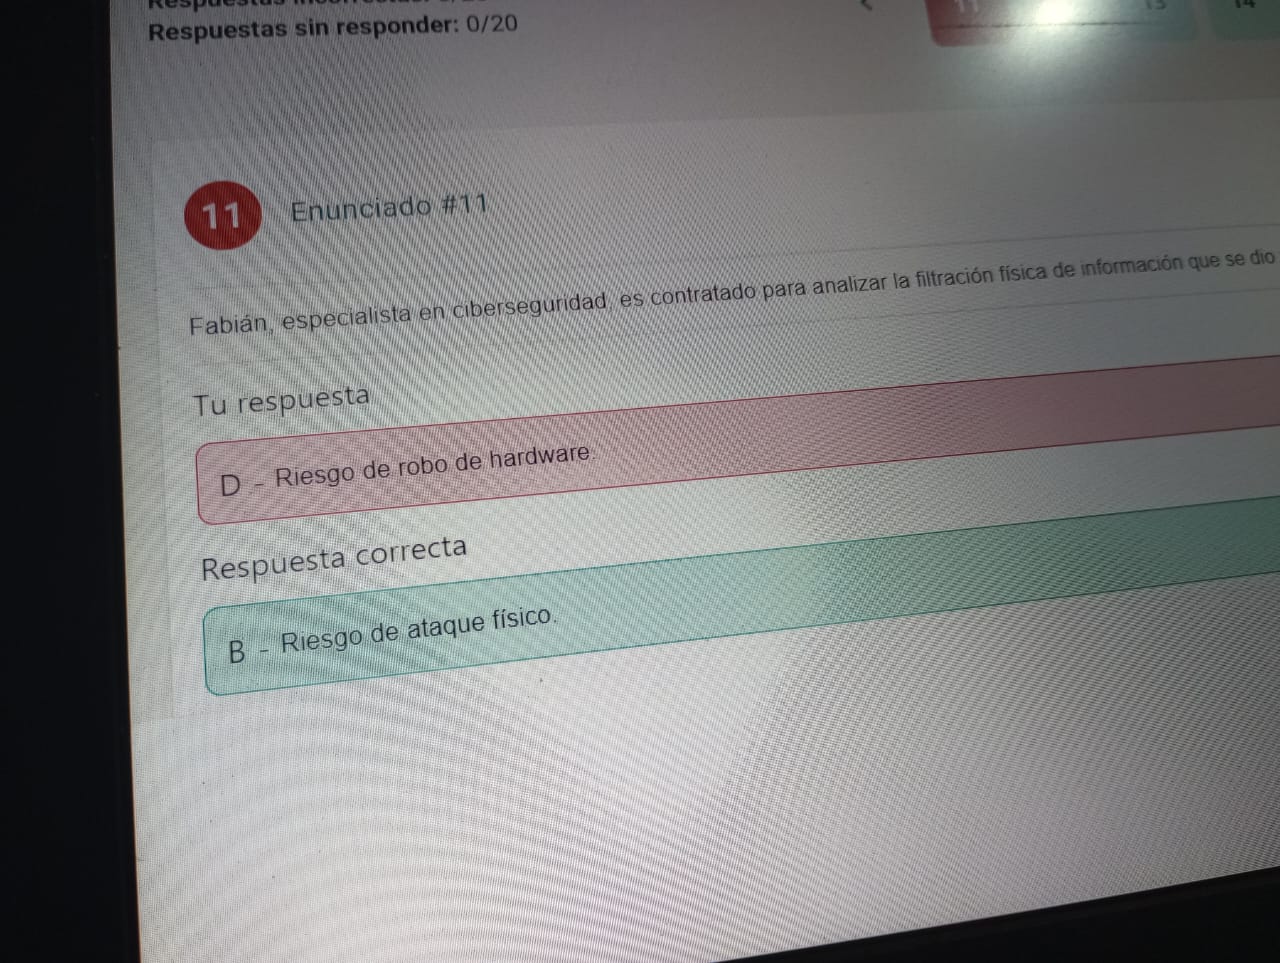 Respuestas sin responder: 0/20
11
13
14
11
Enunciado #11
Fabián, especialista en ciberseguridad, es contratado para analizar la filtración física de información que se dio
Tu respuesta
D - Riesgo de robo de hardware.
Respuesta correcta
B - Riesgo de ataque físico.